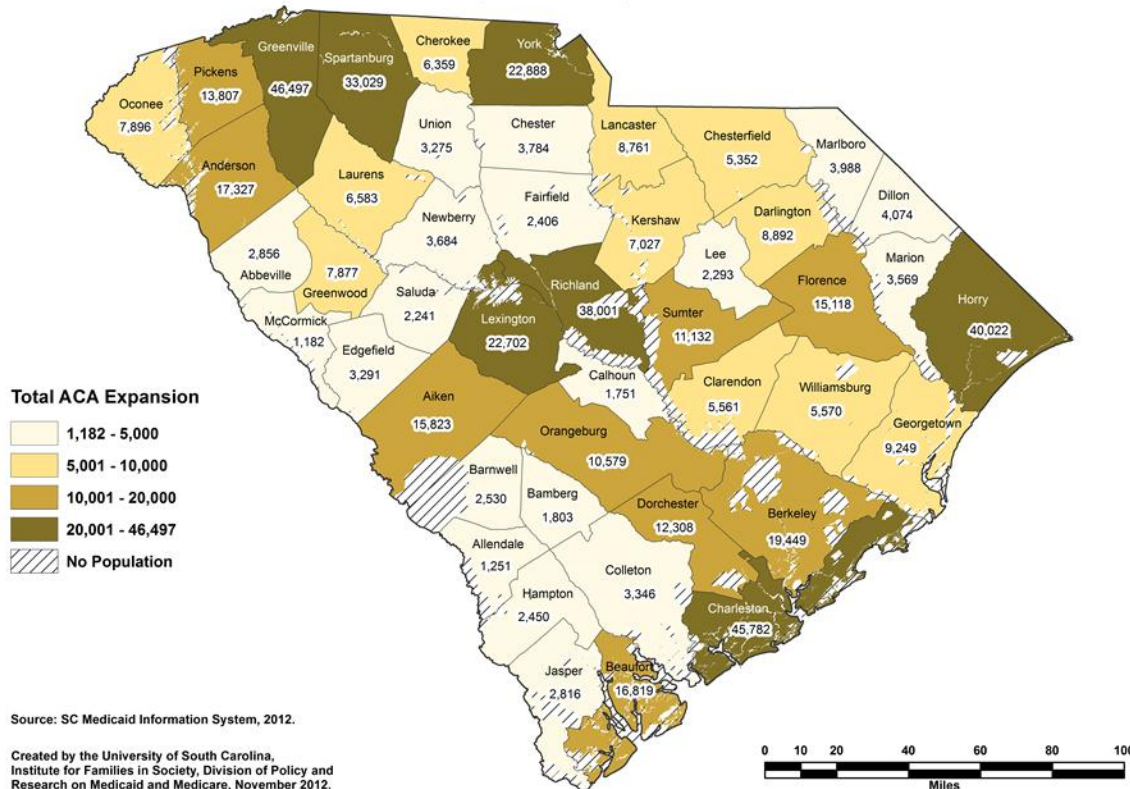 Greenville
46,497
Spartanburg
33,029
Cherokee
6,359
York
22,888
Pickens
13,807
Oconee
7,896
Anderson
17,327
Laurens
6,583
Union
3,275
Chester
3,784
Lancaster
8,761
Chesterfield
5,352
Marlboro
3,988
Dillon
4,074
Fairfield
2,406
Newberry
3,684
Kershaw
7,027
Darlington
8,892
Lee
2,293
Marion
3,569
2,856
Abbeville
7,877
Greenwood
Saluda
2,241
Lexington
22,702
Richland
38,001
Sumter
11,132
Florence
15,118
Horry
40,022
McCormick
1,182
Edgefield
3,291
Calhoun
1,751
Clarendon
5,561
Williamsburg
5,570
Georgetown
9,249
Aiken
15,823
Orangeburg
10,579
Barnwell
2,530
Bamberg
1,803
Dorchester
12,308
Berkeley
19,449
Allendale
1,251
Colleton
3,346
Hampton
2,450
Charleston
45,782
Jasper
2,816
Beaufort
16,819
Total ACA Expansion
1,182 - 5,000
5,001 - 10,000
10,001 - 20,000
20,001 - 46,497
No Population
Source: SC Medicaid Information System, 2012.
Created by the University of South Carolina,
Institute for Families in Society, Division of Policy and
Research on Medicaid and Medicare, November 2012.
0 10 20 40 60 80 100
Miles